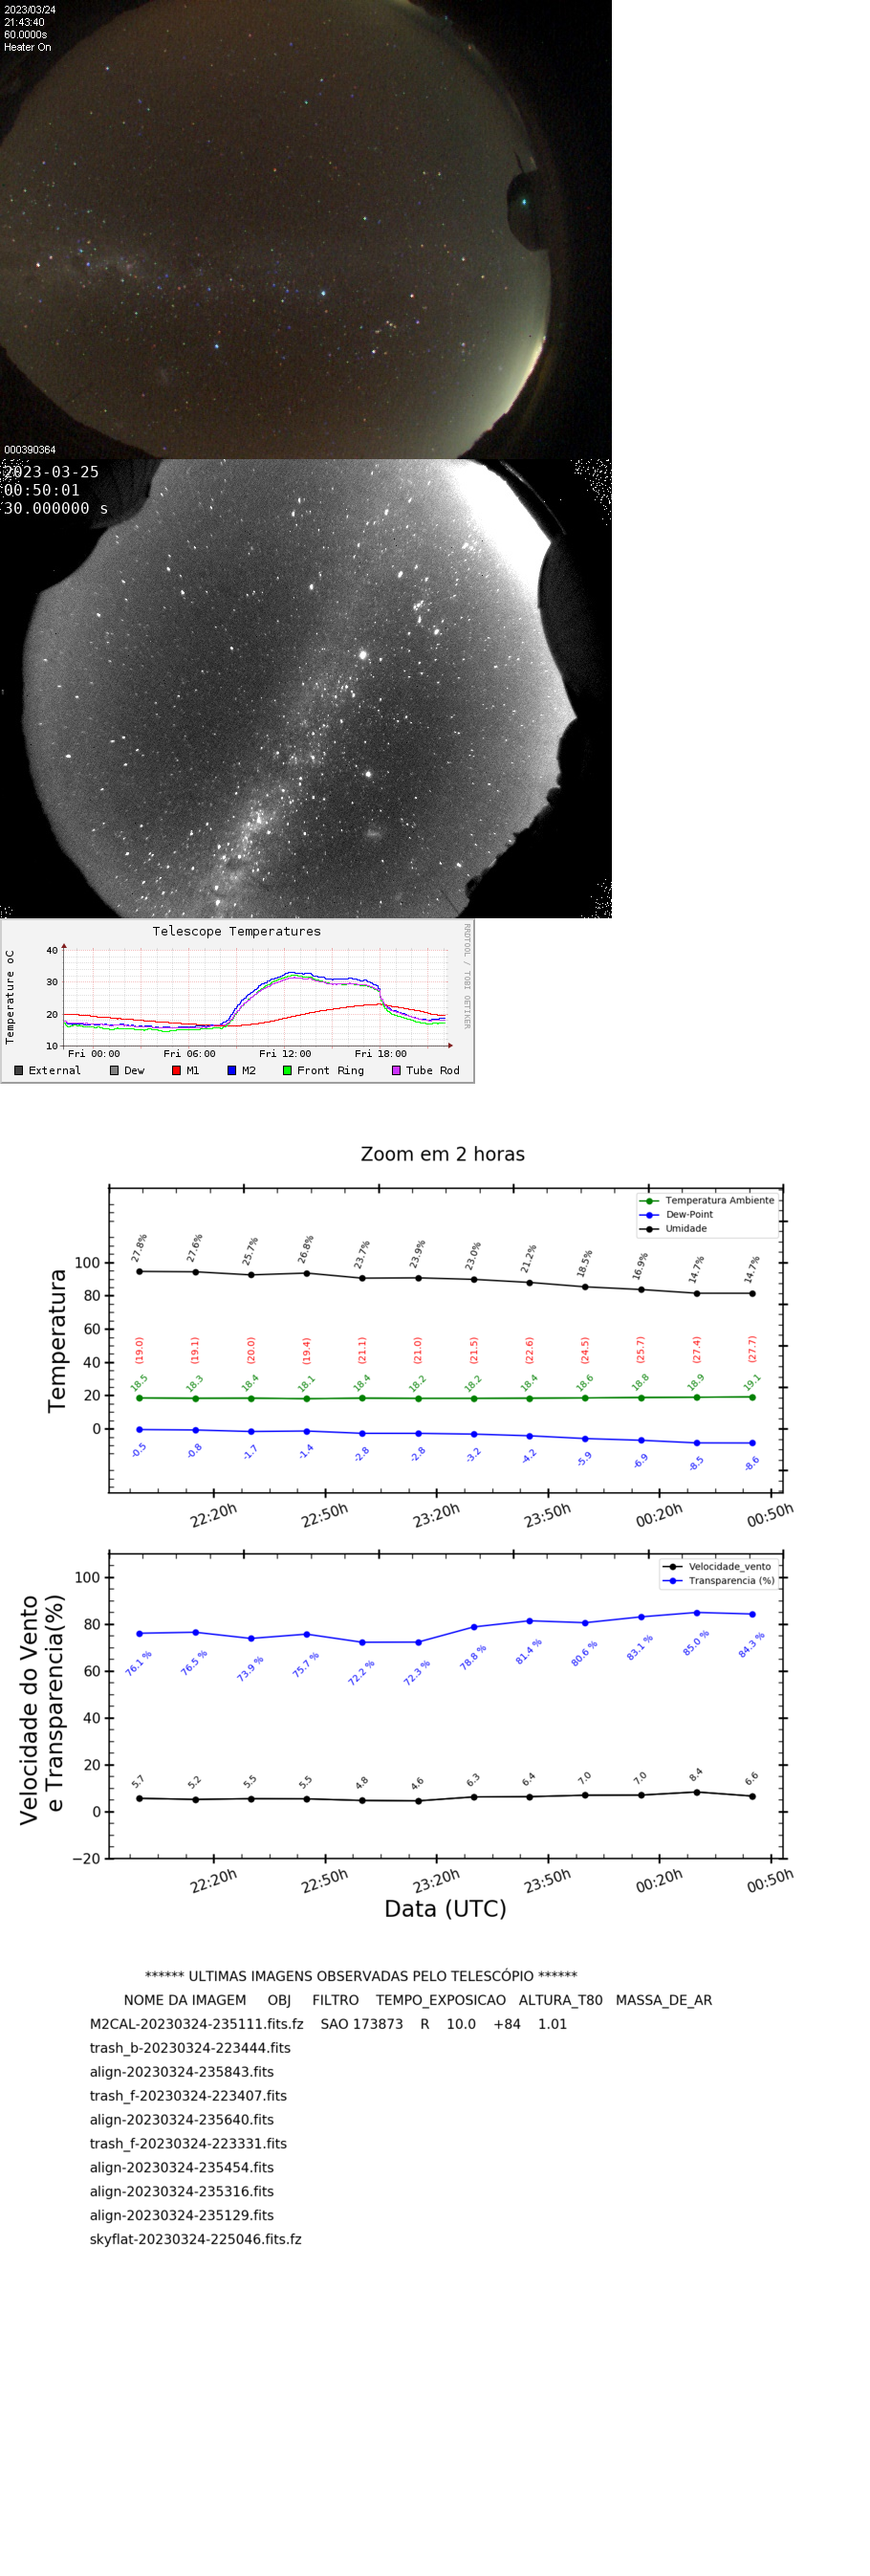 2023/03/24
21:43:40
60.0000s
Heater On
000390364
2023-03-25
00:50:01
30.000000 s
Telescope Temperatures
RRDTOOL / TOBI OETIKER
Temperature oC
40
30
20
10
Fri 00:00 Fri 06:00 Fri 12:00 Fri 18:00
External Dew M1 M2 Front Ring Tube Rod
Zoom em 2 horas
Temperatura Ambiente
Dew-Point
Umidade
Temperatura
100
80
60
40
20
0
27.8% 27.6% 25.7% 26.8% 23.7% 23.9% 23.0% 21.2% 18.5% 16.9% 14.7% 14.7%
(19.0) (19.1) (20.0) (19.4) (21.1) (21.0) (21.5) (22.6) (24.5) (25.7) (27.4) (27.7)
18.5 18.3 18.4 18.1 18.4 18.2 18.2 18.4 18.6 18.8 18.9 19.1
-0.5 -0.8 -1.7 -1.4 -2.8 -2.8 -3.2 -4.2 -5.9 -6.9 -8.5 -8.6
22:20h 22:50h 23:20h 23:50h 00:20h 00:50h
Velocidade_vento
Transparencia (%)
Velocidade do Vento
e Transparencia(%)
100
80
60
40
20
0
−20
76.1 % 76.5 % 73.9 % 75.7 % 72.2 % 72.3 % 78.8 % 81.4 % 80.6 % 83.1 % 85.0 % 84.3 %
5.7 5.2 5.5 5.5 4.8 4.6 6.3 6.4 7.0 7.0 8.4 6.6
22:20h 22:50h 23:20h 23:50h 00:20h 00:50h
Data (UTC)
****** ULTIMAS IMAGENS OBSERVADAS PELO TELESCÓPIO ******
NOME DA IMAGEM OBJ FILTRO TEMPO_EXPOSICAO ALTURA_T80 MASSA_DE_AR
M2CAL-20230324-235111.fits.fz SAO 173873 R 10.0 +84 1.01
trash_b-20230324-223444.fits
align-20230324-235843.fits
trash_f-20230324-223407.fits
align-20230324-235640.fits
trash_f-20230324-223331.fits
align-20230324-235454.fits
align-20230324-235316.fits
align-20230324-235129.fits
skyflat-20230324-225046.fits.fz